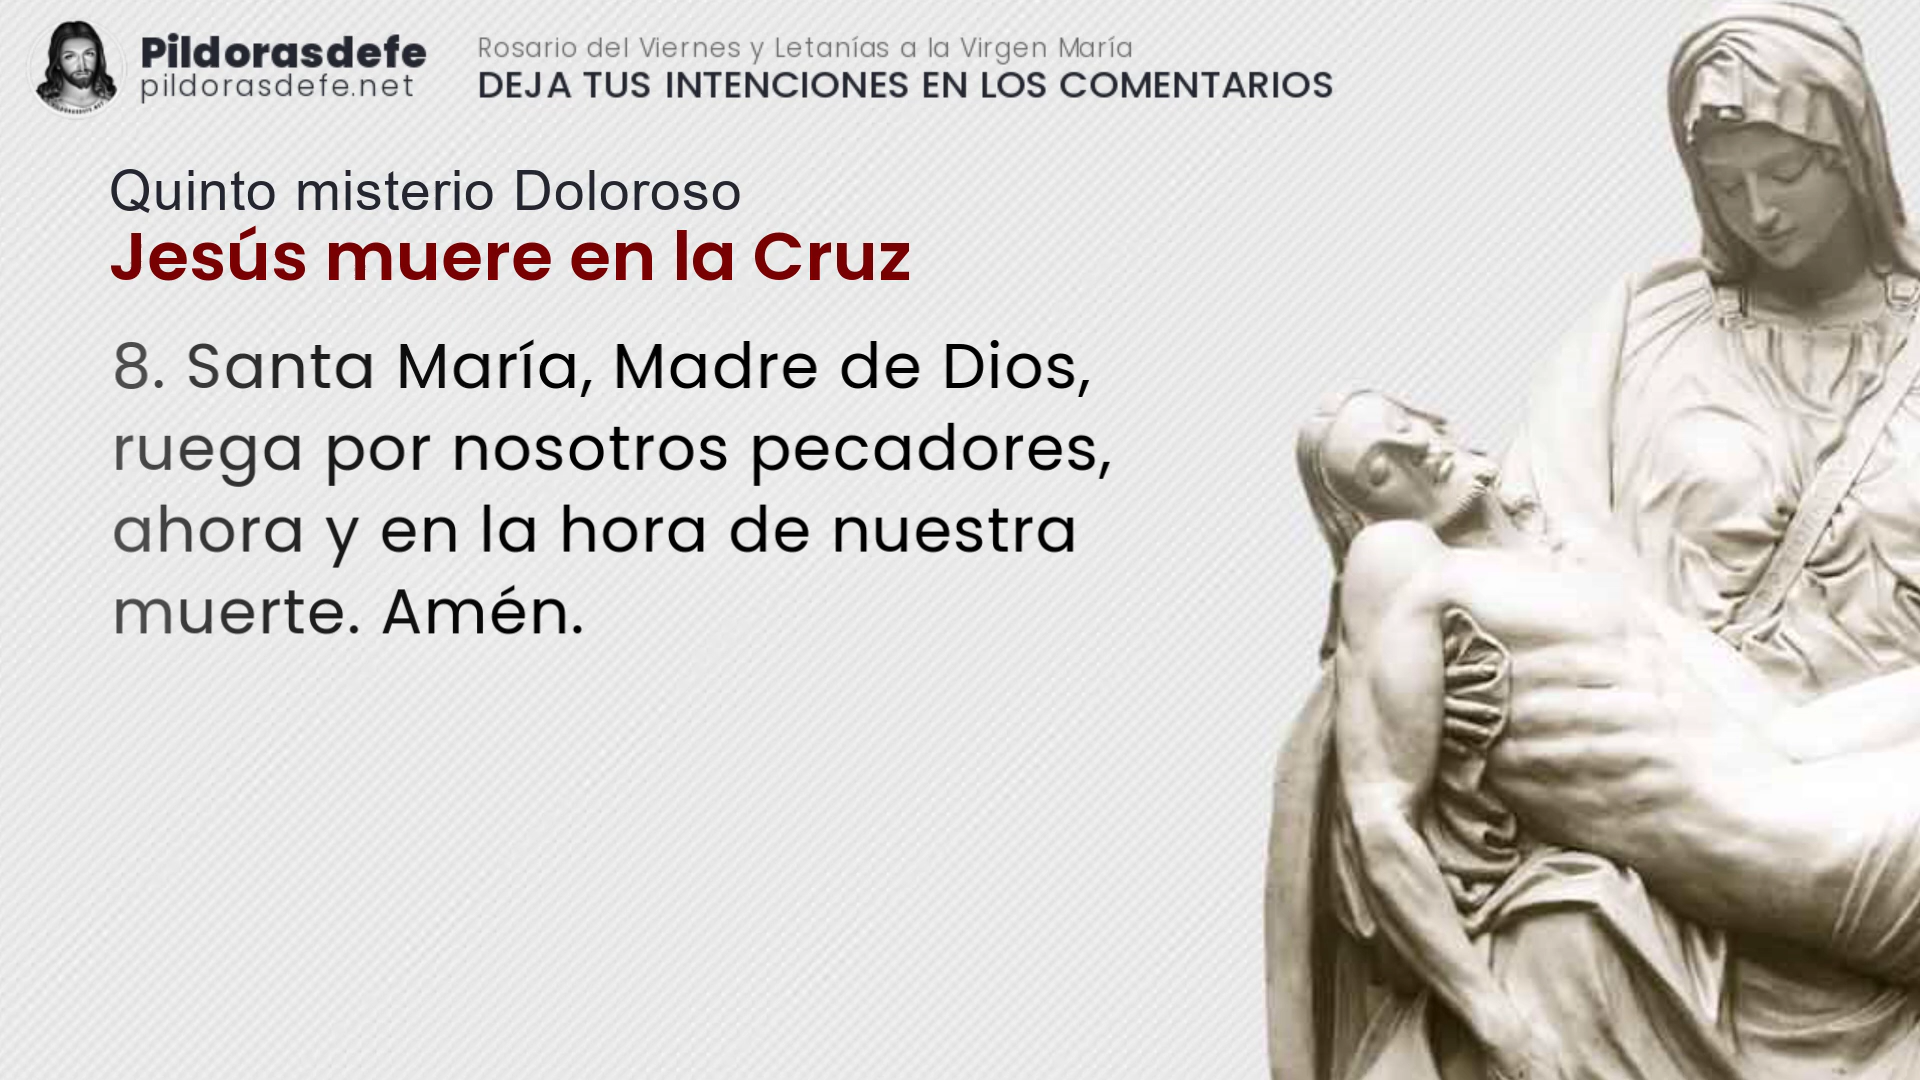 Pildorasdefe
pildorasdefe.net
Rosario del Viernes y Letanías a la Virgen María
DEJA TUS INTENCIONES EN LOS COMENTARIOS
Quinto misterio Doloroso
Jesús muere en la Cruz
8. Santa María, Madre de Dios,
ruega por nosotros pecadores,
ahora y en la hora de nuestra
muerte. Amén.